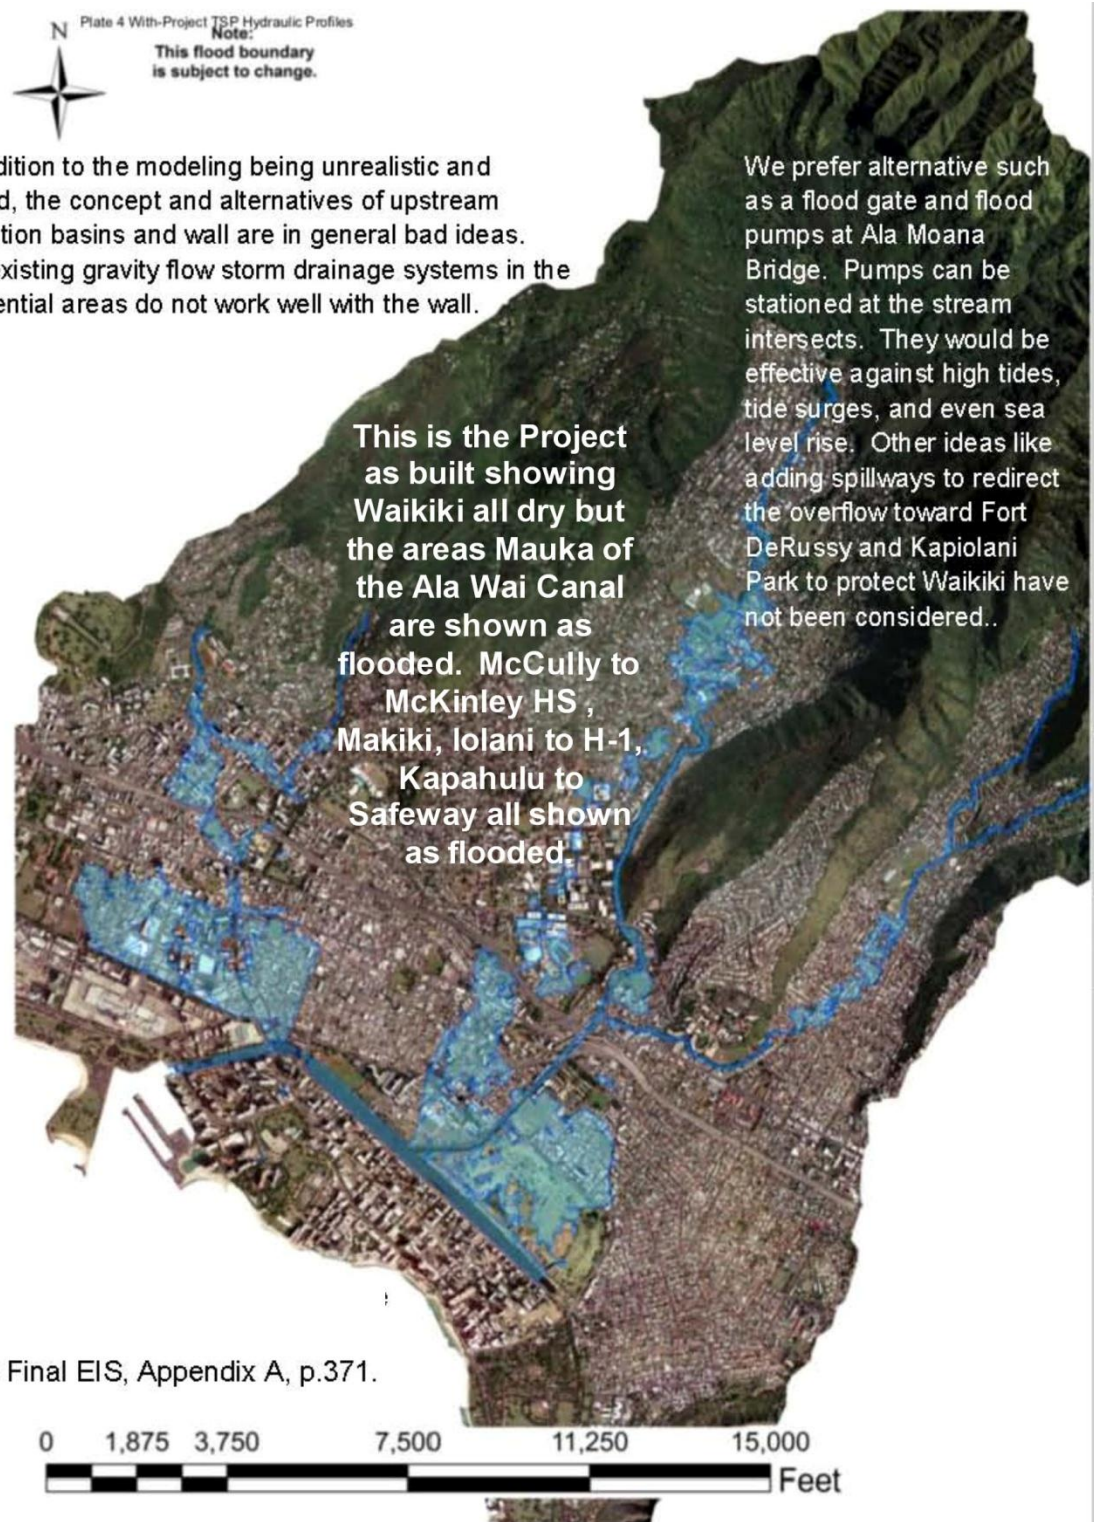 N
Plate 4 With-Project TSP Hydraulic Profiles
Note:
This flood boundary
is subject to change.
dition to the modeling being unrealistic and
d, the concept and alternatives of upstream
tion basins and wall are in general bad ideas.
xisting gravity flow storm drainage systems in the
ential areas do not work well with the wall.
We prefer alternative such
as a flood gate and flood
pumps at Ala Moana
Bridge.  Pumps can be
stationed at the stream
intersects.  They would be
effective against high tides,
tide surges, and even sea
level rise.  Other ideas like
adding spillways to redirect
the overflow toward Fort
DeRussy and Kapiolani
Park to protect Waikiki have
not been considered..
This is the Project
as built showing
Waikiki all dry but
the areas Mauka of
the Ala Wai Canal
are shown as
flooded.  McCully to
McKinley HS ,
Makiki, Iolani to H-1,
Kapahulu to
Safeway all shown
as flooded.
Final EIS, Appendix A, p.371.
0 1,875 3,750 7,500 11,250 15,000
Feet